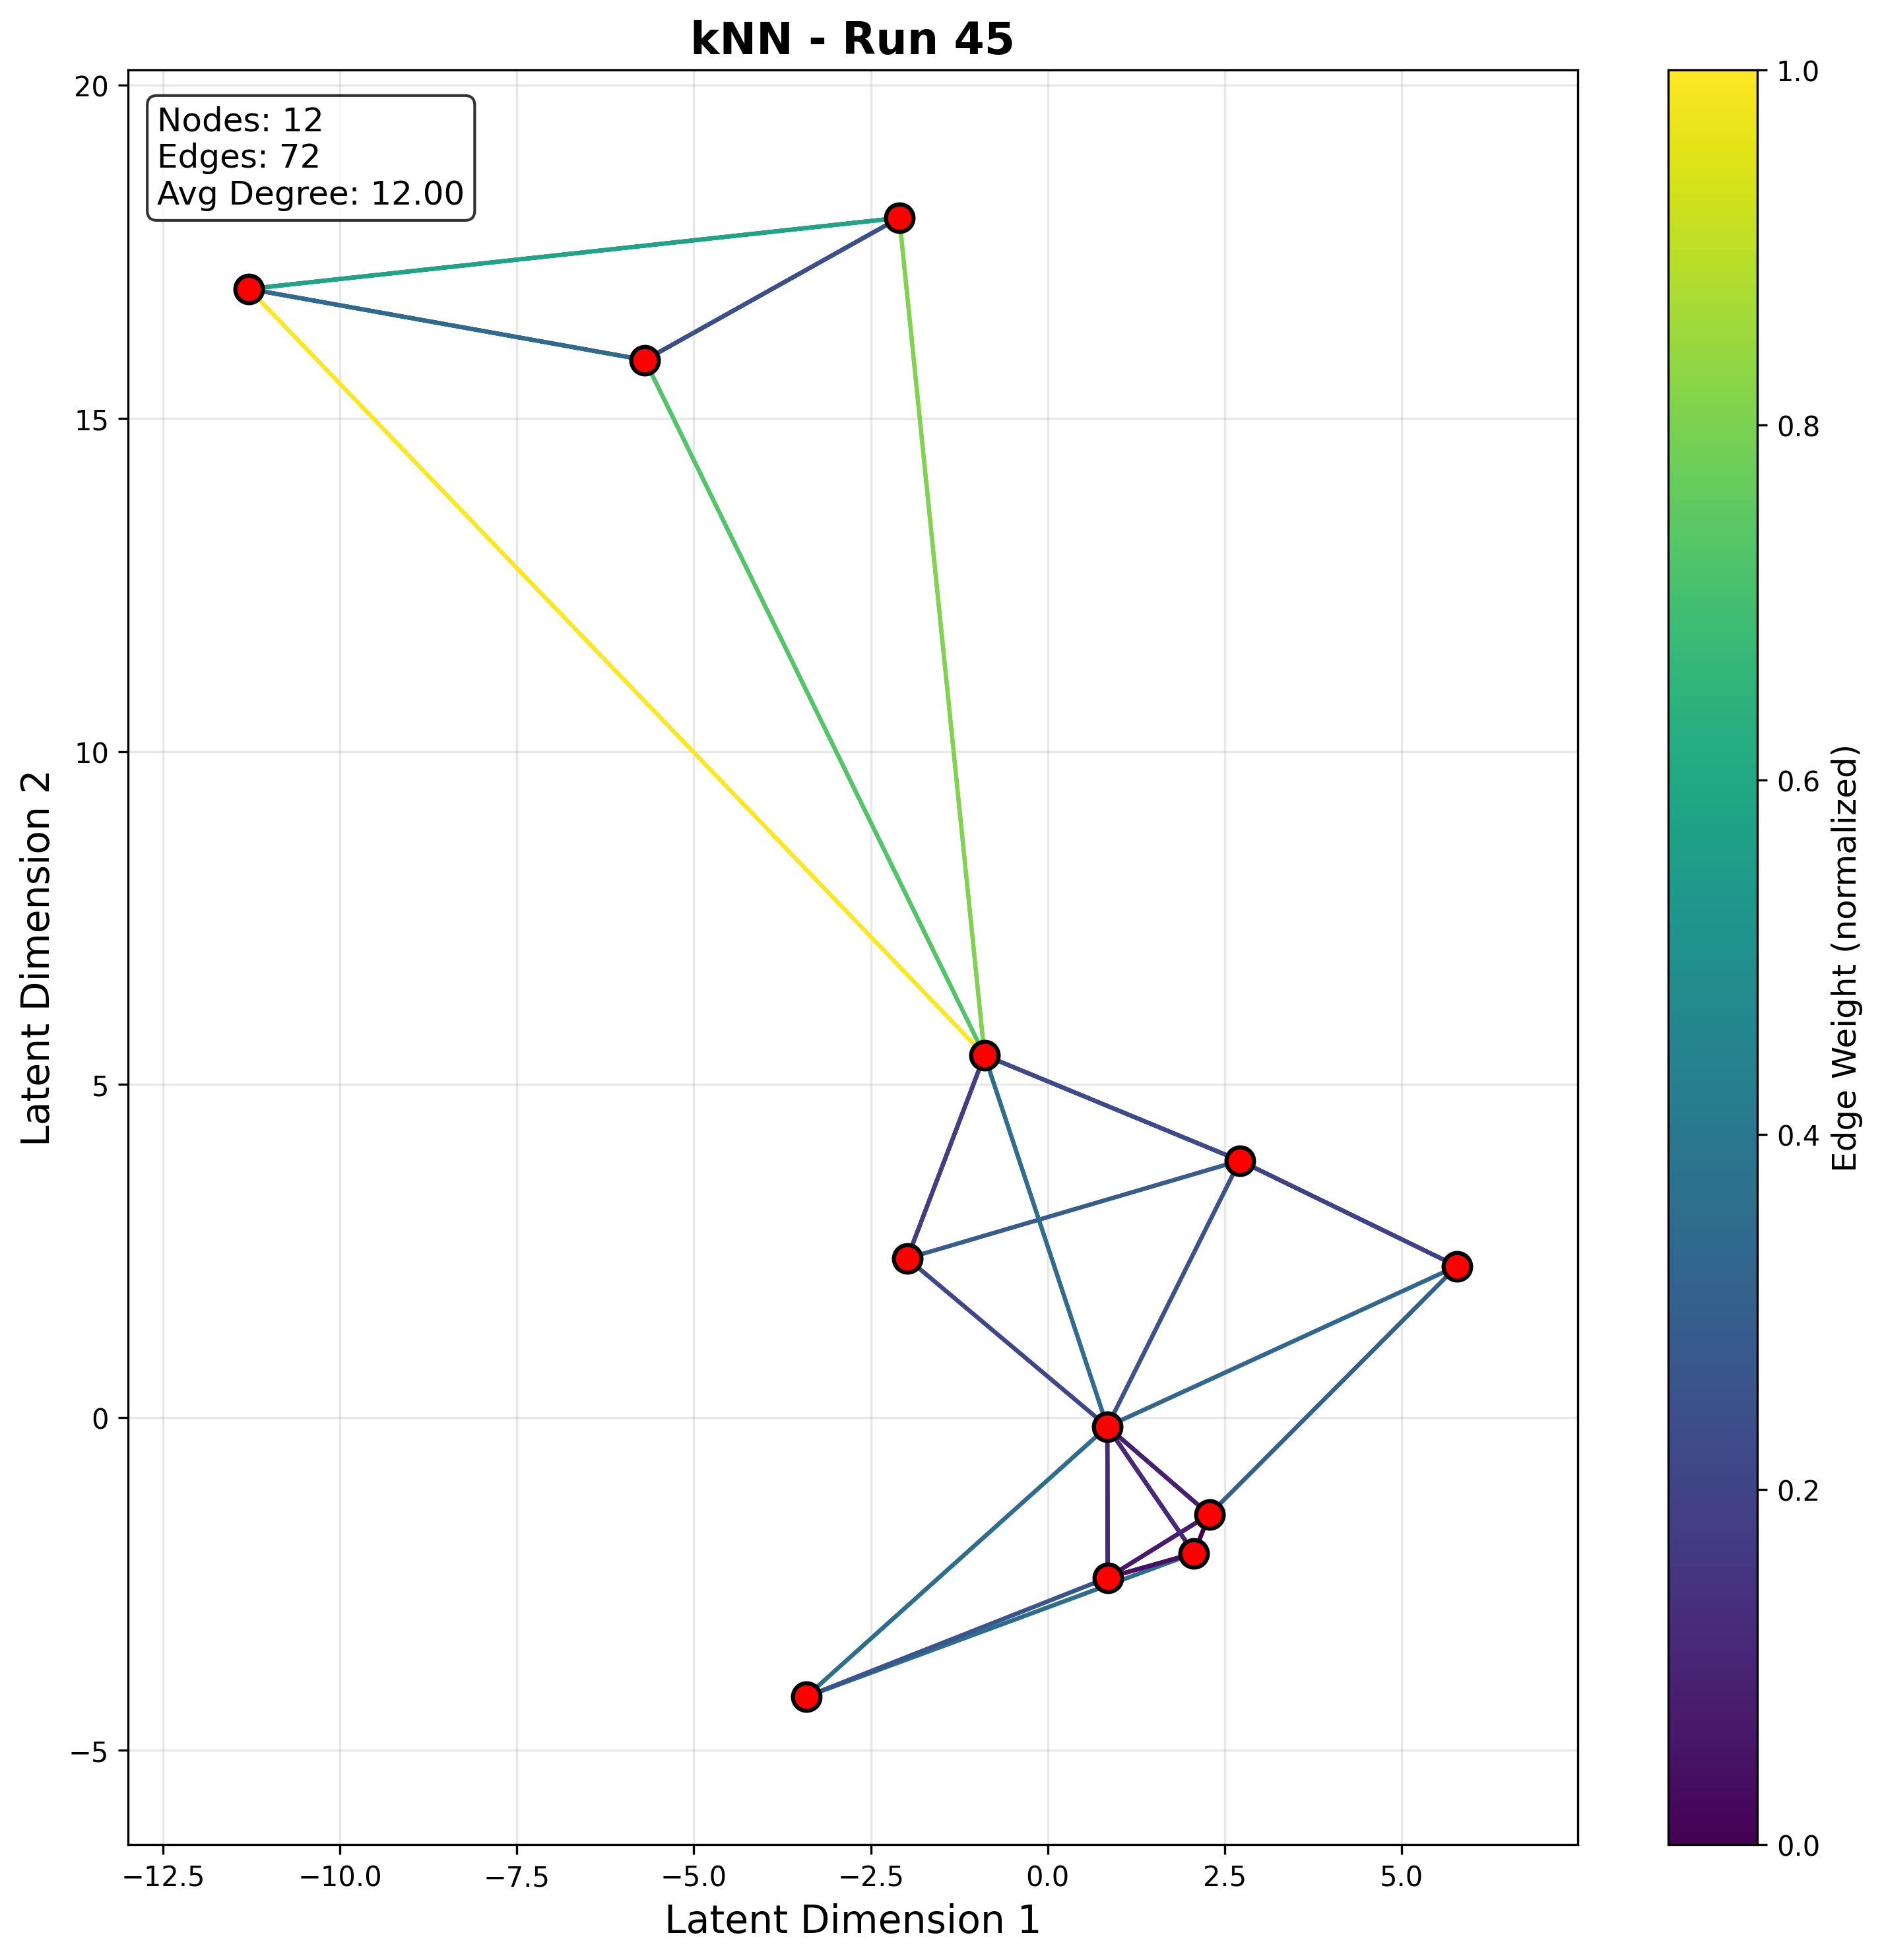 kNN - Run 45
Nodes: 12
Edges: 72
Avg Degree: 12.00
20
15
10
5
0
−5
Latent Dimension 2
−12.5
−10.0
−7.5
−5.0
−2.5
0.0
2.5
5.0
Latent Dimension 1
1.0
0.8
0.6
0.4
0.2
0.0
Edge Weight (normalized)